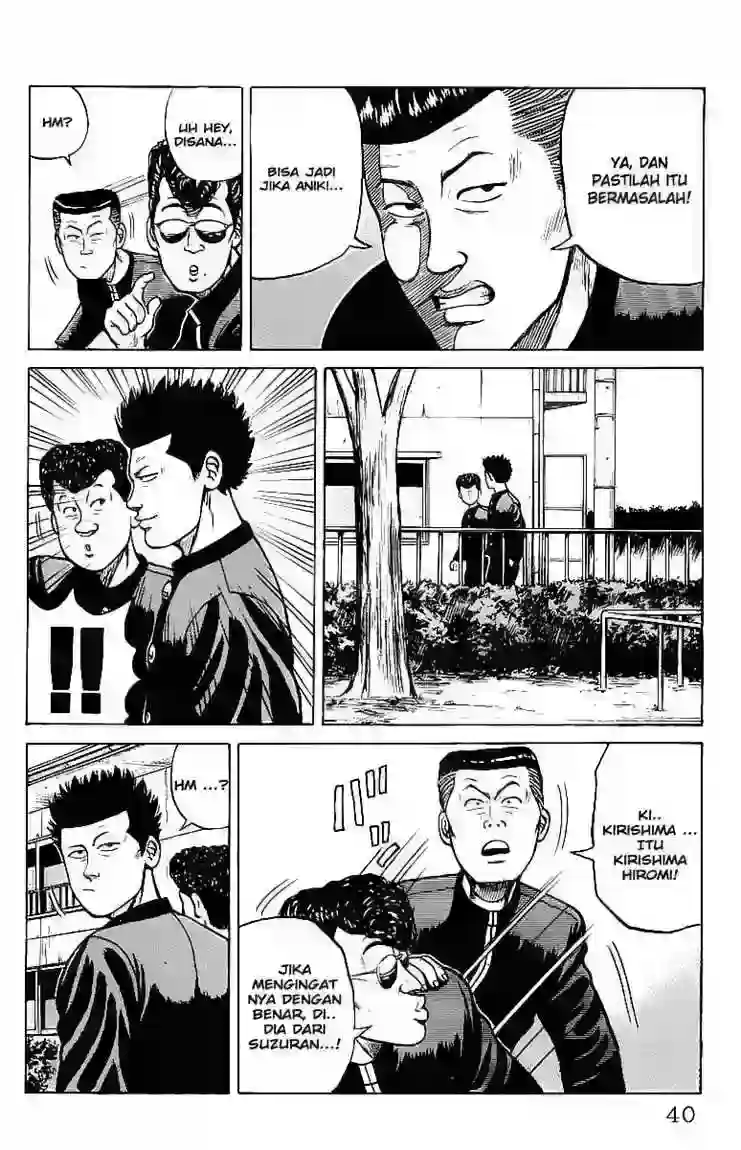 YA, DAN
PASTILAH ITU
BERMASALAH!
BISA JADI
JIKA ANIKI...
UH HEY,
DISANA...
HM?
!!
KI..
KIRISHIMA ...
ITU
KIRISHIMA
HIROMI!
JIKA
MENGINGAT
NYA DENGAN
BENAR, DI..
DIA DARI
SUZURAN...!
HM ...?
40